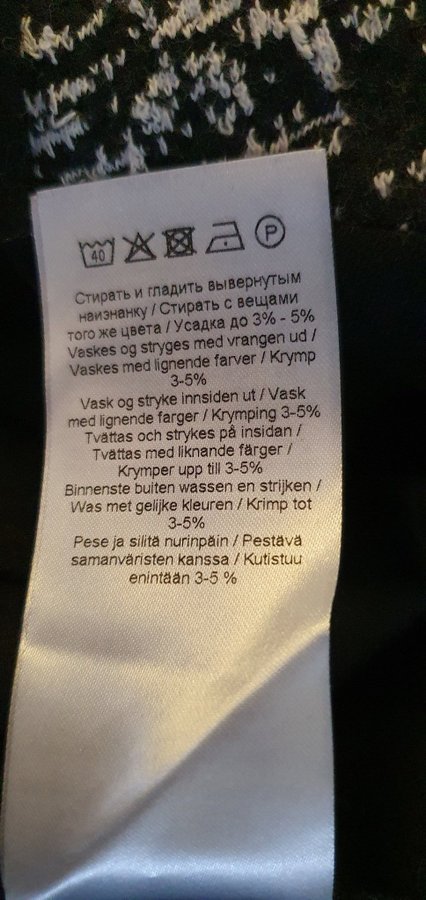 40 P
Стирать и гладить вывернутым
наизнанку / Стирать с вещами
того же цвета / Усадка до 3% - 5%
Vaskes og stryges med vrangen ud /
Vaskes med lignende farver / Krymp
3-5%
Vask og stryke innsiden ut / Vask
med lignende farger / Krymping 3-5%
Tvättas och strykes på insidan /
Tvättas med liknande färger /
Krymper upp till 3-5%
Binnenste buiten wassen en strijken /
Was met gelijke kleuren / Krimp tot
3-5%
Pese ja silitä nurinpäin / Pestävä
samanväristen kanssa / Kutistuu
enintään 3-5 %